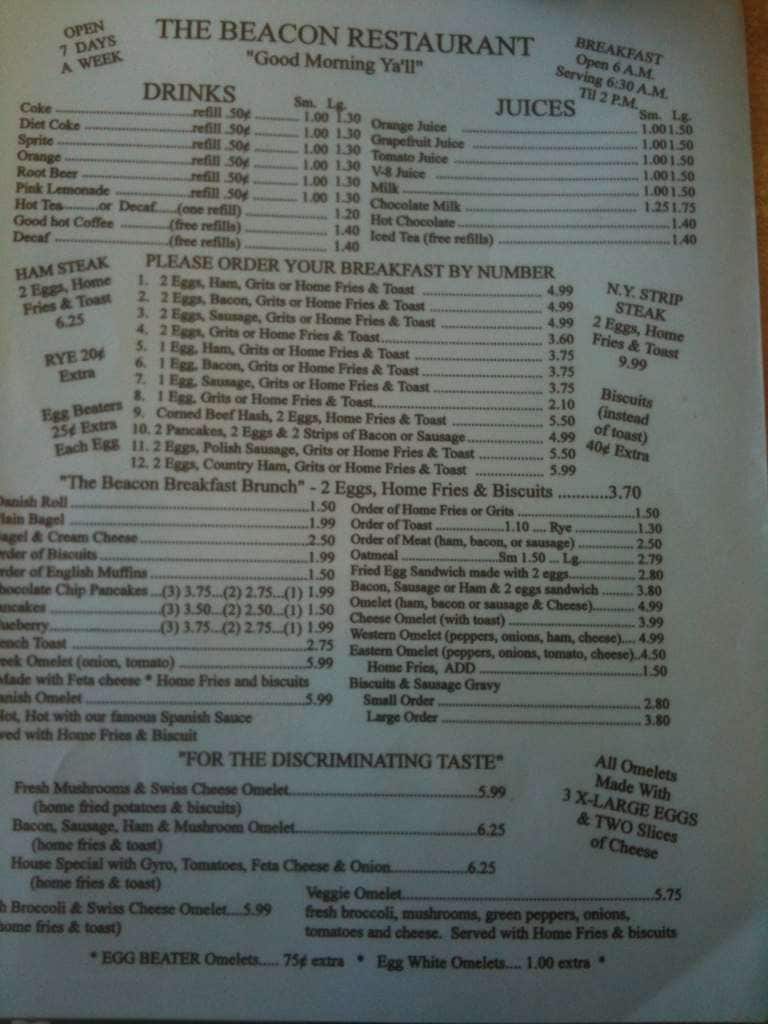 OPEN
7 DAYS
A WEEK
THE BEACON RESTAURANT
"Good Morning Ya'll"
BREAKFAST
Open 6 A.M.
Serving 6:30 A.M.
Til 2 P.M.
DRINKS
Sm. Lg.
Coke ..........refill .50¢ .......... 1.00 1.30
Diet Coke ..........refill .50¢ .......... 1.00 1.30
Sprite ..........refill .50¢ .......... 1.00 1.30
Orange ..........refill .50¢ .......... 1.00 1.30
Root Beer ..........refill .50¢ .......... 1.00 1.30
Pink Lemonade ..........refill .50¢ .......... 1.00 1.30
Hot Tea.........or Decaf.....(one refill) .......... 1.20
Good hot Coffee ..........(free refills) .......... 1.40
Decaf ..........(free refills) .......... 1.40
JUICES
Sm. Lg.
Orange Juice .......... 1.00 1.50
Grapefruit Juice .......... 1.00 1.50
Tomato Juice .......... 1.00 1.50
V-8 Juice .......... 1.00 1.50
Milk .......... 1.00 1.50
Chocolate Milk .......... 1.25 1.75
Hot Chocolate .......... 1.40
Iced Tea (free refills) .......... 1.40
PLEASE ORDER YOUR BREAKFAST BY NUMBER
HAM STEAK
2 Eggs, Home
Fries & Toast
6.25
RYE 20¢
Extra
Egg Beaters
25¢ Extra
Each Egg
1. 2 Eggs, Ham, Grits or Home Fries & Toast .......... 4.99
2. 2 Eggs, Bacon, Grits or Home Fries & Toast .......... 4.99
3. 2 Eggs, Sausage, Grits or Home Fries & Toast .......... 4.99
4. 2 Eggs, Grits or Home Fries & Toast.......... 3.60
5. 1 Egg, Ham, Grits or Home Fries & Toast .......... 3.75
6. 1 Egg, Bacon, Grits or Home Fries & Toast .......... 3.75
7. 1 Egg, Sausage, Grits or Home Fries & Toast .......... 3.75
8. 1 Egg, Grits or Home Fries & Toast.......... 2.10
9. Corned Beef Hash, 2 Eggs, Home Fries & Toast .......... 5.50
10. 2 Pancakes, 2 Eggs & 2 Strips of Bacon or Sausage.......... 4.99
11. 2 Eggs, Polish Sausage, Grits or Home Fries & Toast .......... 5.50
12. 2 Eggs, Country Ham, Grits or Home Fries & Toast .......... 5.99
N.Y. STRIP
STEAK
2 Eggs, Home
Fries & Toast
9.99
Biscuits
(instead
of toast)
40¢ Extra
"The Beacon Breakfast Brunch" - 2 Eggs, Home Fries & Biscuits ...........3.70
Danish Roll ..........1.50
lain Bagel ..........1.99
agel & Cream Cheese ..........2.50
rder of Biscuits ..........1.99
rder of English Muffins ..........1.50
hocolate Chip Pancakes ...(3) 3.75...(2) 2.75...(1) 1.99
ncakes ..........(3) 3.50...(2) 2.50...(1) 1.50
ueberry..........(3) 3.75...(2) 2.75...(1) 1.99
ench Toast ..........2.75
eek Omelet (onion, tomato) ..........5.99
Made with Feta cheese * Home Fries and biscuits
anish Omelet ..........5.99
Hot, Hot with our famous Spanish Sauce
ved with Home Fries & Biscuit
Order of Home Fries or Grits ..........1.50
Order of Toast ..........1.10 .... Rye ..........1.30
Order of Meat (ham, bacon, or sausage) .......... 2.50
Oatmeal ..........Sm 1.50 ... Lg.......... 2.79
Fried Egg Sandwich made with 2 eggs.......... 2.80
Bacon, Sausage or Ham & 2 eggs sandwich .......... 3.80
Omelet (ham, bacon or sausage & Cheese).......... 4.99
Cheese Omelet (with toast) .......... 3.99
Western Omelet (peppers, onions, ham, cheese).... 4.99
Eastern Omelet (peppers, onions, tomato, cheese)..4.50
Home Fries, ADD ..........1.50
Biscuits & Sausage Gravy
Small Order .......... 2.80
Large Order .......... 3.80
"FOR THE DISCRIMINATING TASTE"
Fresh Mushrooms & Swiss Cheese Omelet..........5.99
(home fried potatoes & biscuits)
Bacon, Sausage, Ham & Mushroom Omelet..........6.25
(home fries & toast)
House Special with Gyro, Tomatoes, Feta Cheese & Onion..........6.25
(home fries & toast)
All Omelets
Made With
3 X-LARGE EGGS
& TWO Slices
of Cheese
h Broccoli & Swiss Cheese Omelet....5.99
home fries & toast)
Veggie Omelet..........5.75
fresh broccoli, mushrooms, green peppers, onions,
tomatoes and cheese. Served with Home Fries & biscuits
* EGG BEATER Omelets..... 75¢ extra * Egg White Omelets.... 1.00 extra *